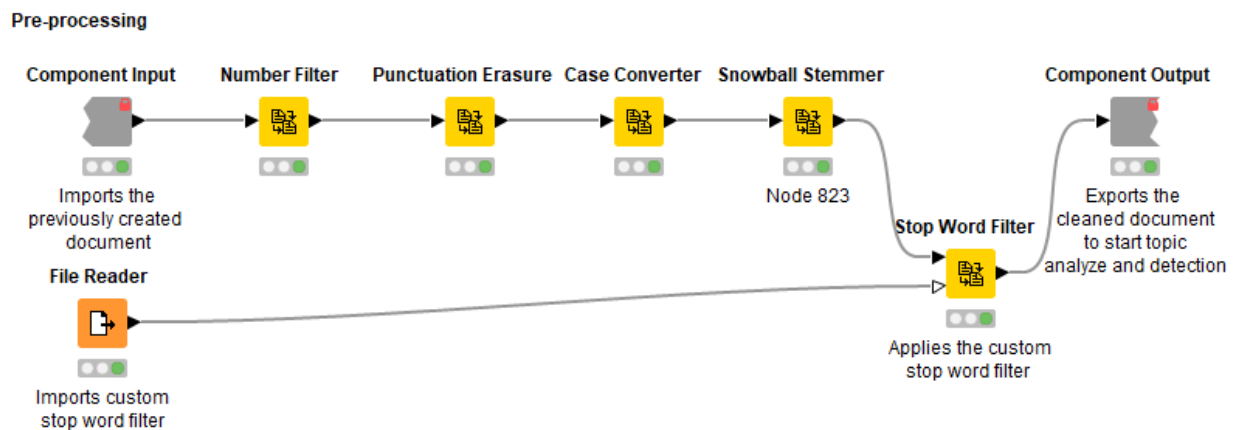 Pre-processing
Component Input
Number Filter
Punctuation Erasure
Case Converter
Snowball Stemmer
Component Output
Imports the
previously created
document
Node 823
Exports the
cleaned document
to start topic
analyze and detection
Stop Word Filter
File Reader
Applies the custom
stop word filter
Imports custom
stop word filter